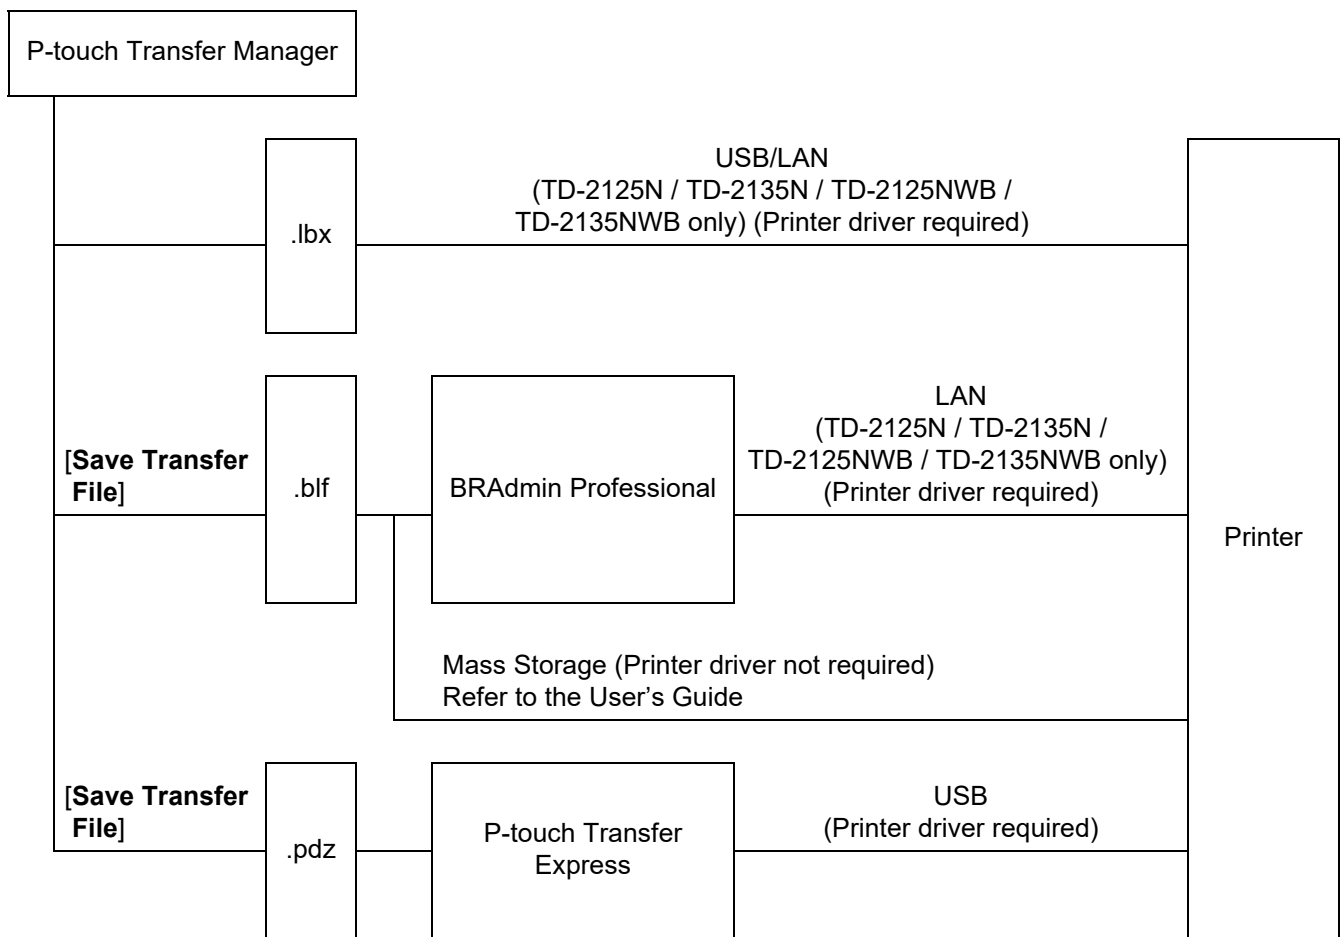 P-touch Transfer Manager
USB/LAN
(TD-2125N / TD-2135N / TD-2125NWB /
TD-2135NWB only) (Printer driver required)
.lbx
LAN
(TD-2125N / TD-2135N /
TD-2125NWB / TD-2135NWB only)
(Printer driver required)
[Save Transfer
File]
.blf
BRAdmin Professional
Printer
Mass Storage (Printer driver not required)
Refer to the User’s Guide
[Save Transfer
File]
.pdz
P-touch Transfer
Express
USB
(Printer driver required)